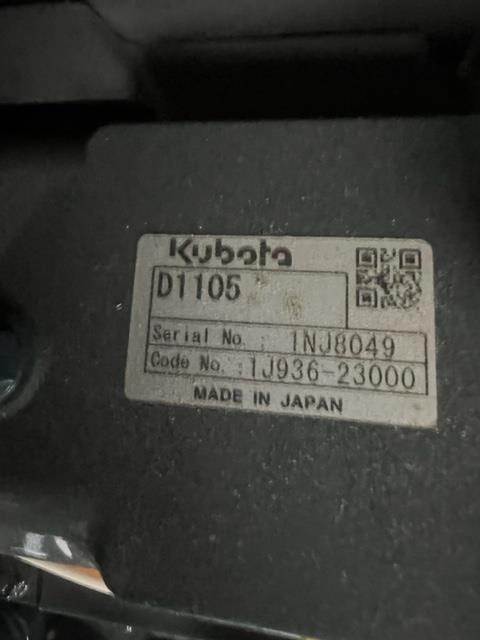 Kubota
D1105
Serial No. : 1NJ8049
Code No. :1J936-23000
MADE IN JAPAN